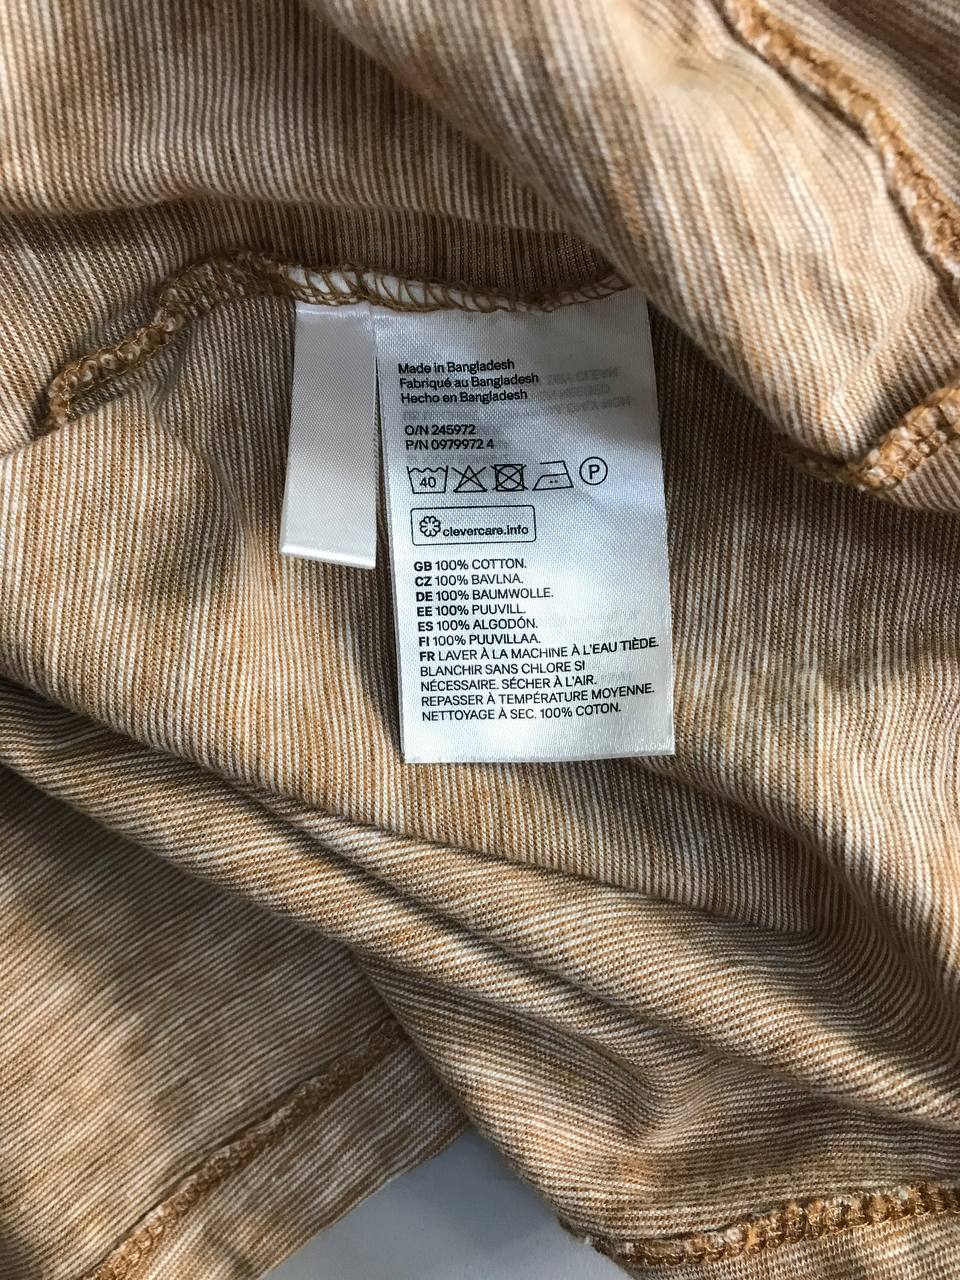 Made in Bangladesh
Fabriqué au Bangladesh
Hecho en Bangladesh
O/N 245972
P/N 0979972 4
40
P
clevercare.info
GB 100% COTTON.
CZ 100% BAVLNA.
DE 100% BAUMWOLLE.
EE 100% PUUVILL.
ES 100% ALGODÓN.
FI 100% PUUVILLAA.
FR LAVER À LA MACHINE À L'EAU TIÈDE.
BLANCHIR SANS CHLORE SI
NÉCESSAIRE. SÉCHER À L'AIR.
REPASSER À TEMPÉRATURE MOYENNE.
NETTOYAGE À SEC. 100% COTON.